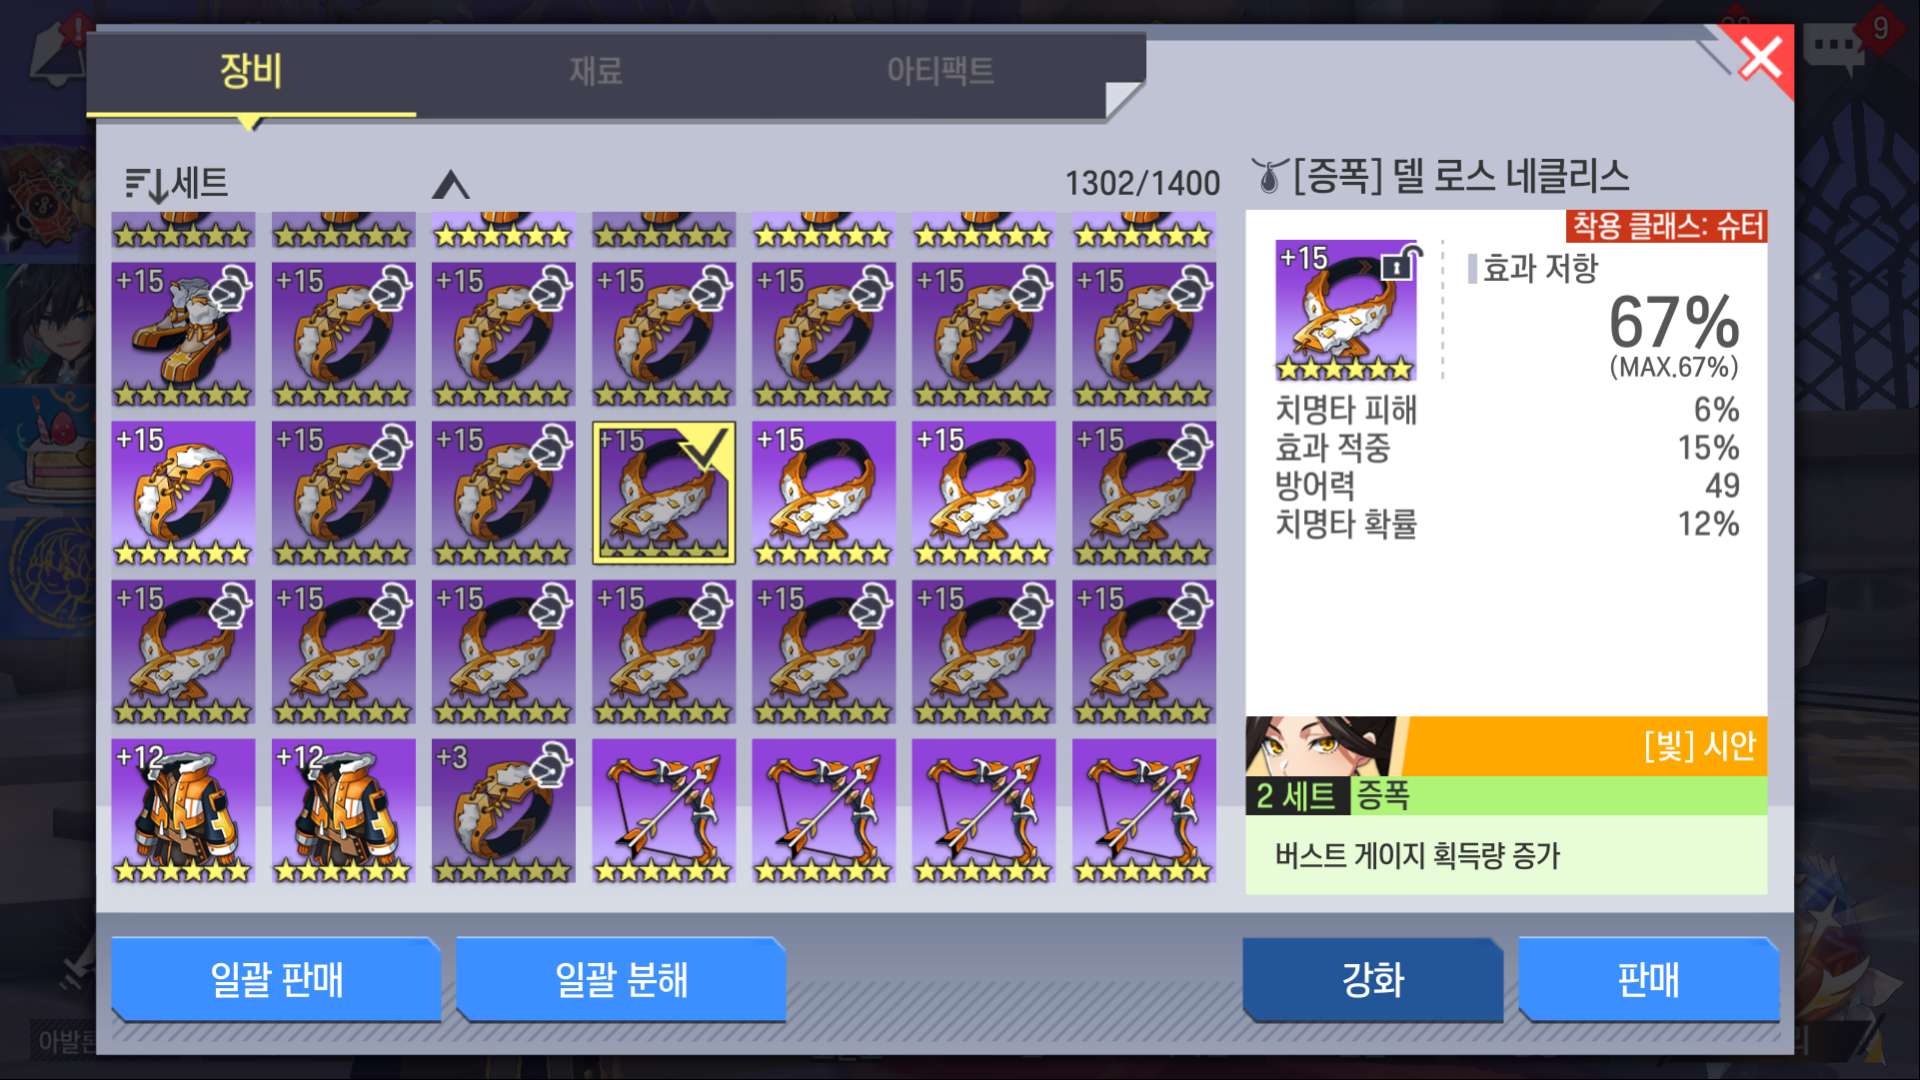 장비
재료
아티팩트
9
세트
1302/1400
[증폭] 델 로스 네클리스
착용 클래스: 슈터
+15
효과 저항
67%
(MAX.67%)
치명타 피해 6%
효과 적중 15%
방어력 49
치명타 확률 12%
+15 +15 +15 +15 +15 +15 +15
+15 +15 +15 +15 +15 +15 +15
+15 +15 +15 +15 +15 +15 +15
+12 +12 +3
[빛] 시안
2 세트 증폭
버스트 게이지 획득량 증가
일괄 판매
일괄 분해
강화
판매